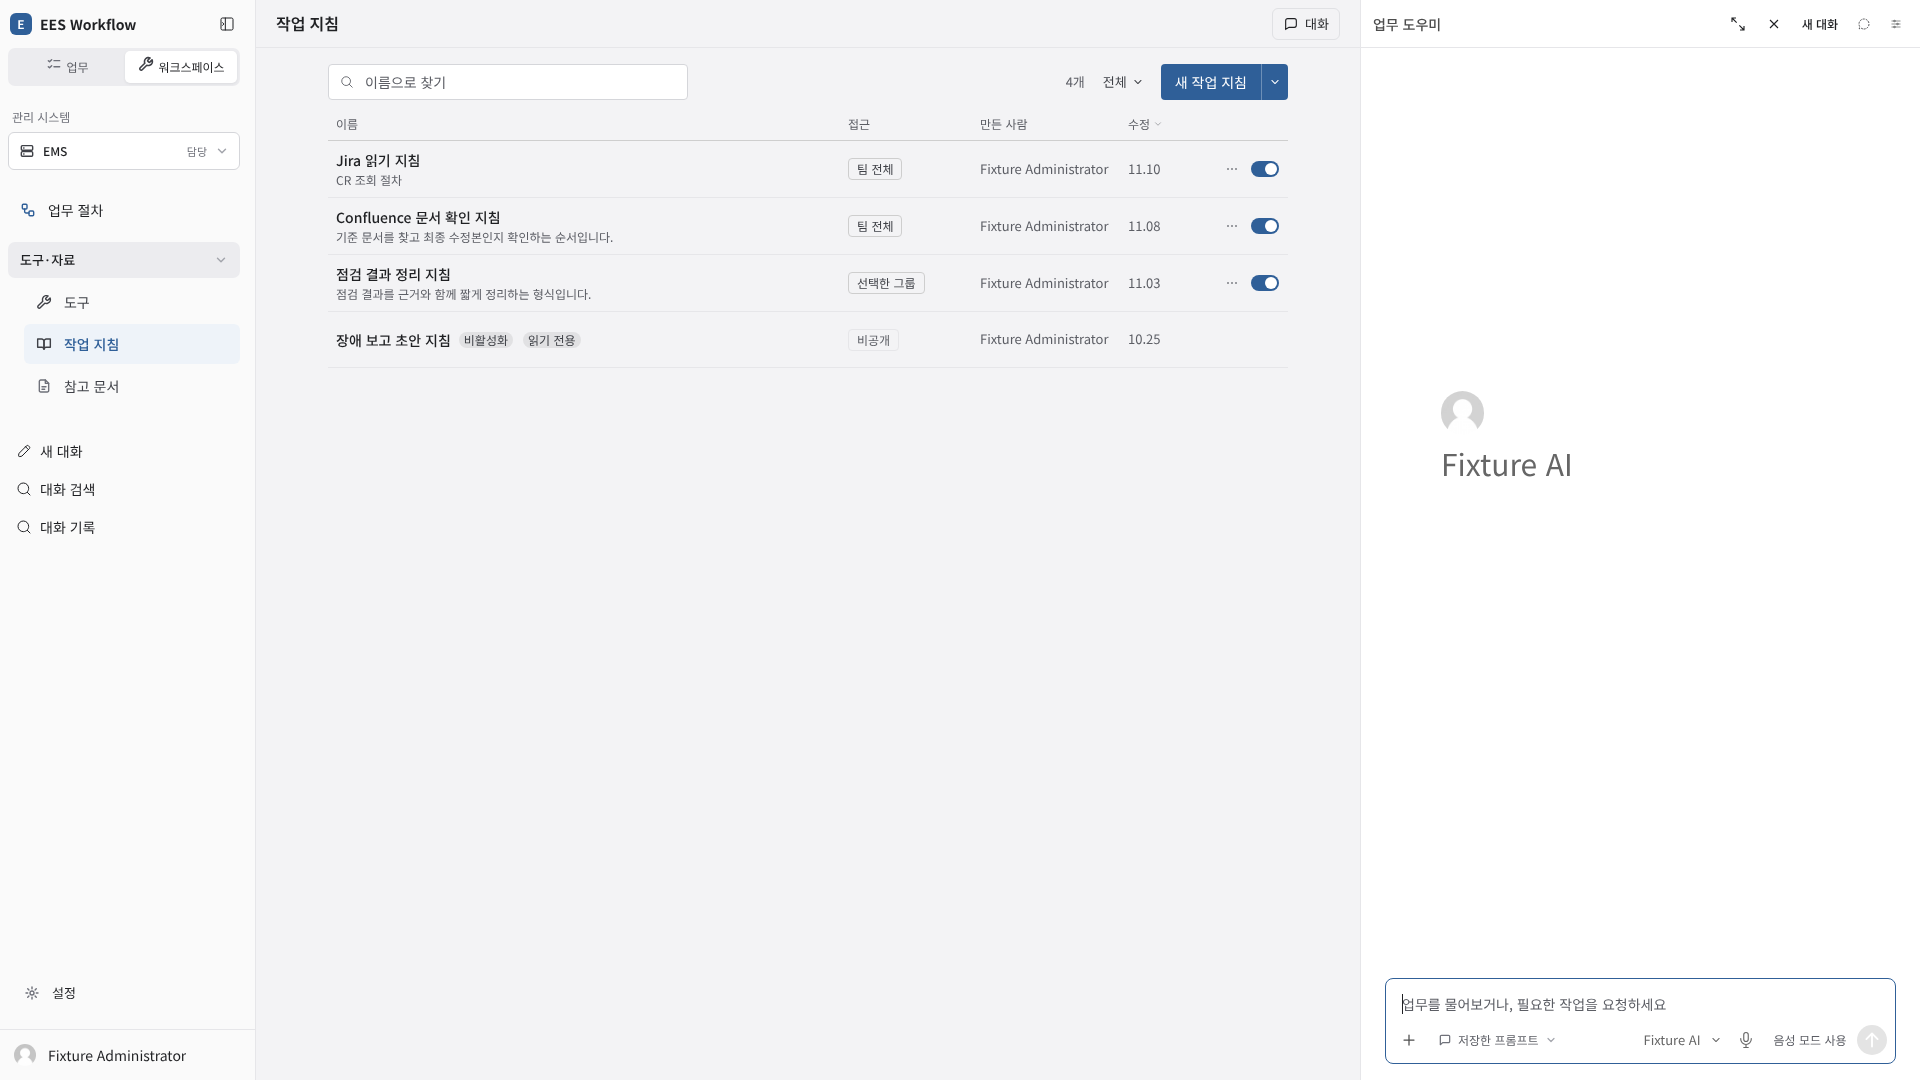 E EES Workflow
업무
워크스페이스
관리 시스템
EMS 담당
업무 절차
도구·자료
도구
작업 지침
참고 문서
새 대화
대화 검색
대화 기록
설정
Fixture Administrator
작업 지침
대화
이름으로 찾기
4개 전체 새 작업 지침
이름 접근 만든 사람 수정
Jira 읽기 지침
CR 조회 절차
팀 전체 Fixture Administrator 11.10
Confluence 문서 확인 지침
기준 문서를 찾고 최종 수정본인지 확인하는 순서입니다.
팀 전체 Fixture Administrator 11.08
점검 결과 정리 지침
점검 결과를 근거와 함께 짧게 정리하는 형식입니다.
선택한 그룹 Fixture Administrator 11.03
장애 보고 초안 지침 비활성화 읽기 전용 비공개 Fixture Administrator 10.25
업무 도우미
새 대화
Fixture AI
업무를 물어보거나, 필요한 작업을 요청하세요
저장한 프롬프트 Fixture AI 음성 모드 사용